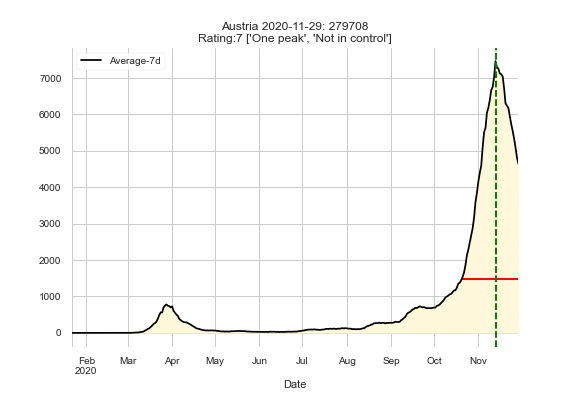 Austria 2020-11-29: 279708
Rating:7 ['One peak', 'Not in control']
Average-7d
7000
6000
5000
4000
3000
2000
1000
0
Feb Mar Apr May Jun Jul Aug Sep Oct Nov
2020
Date